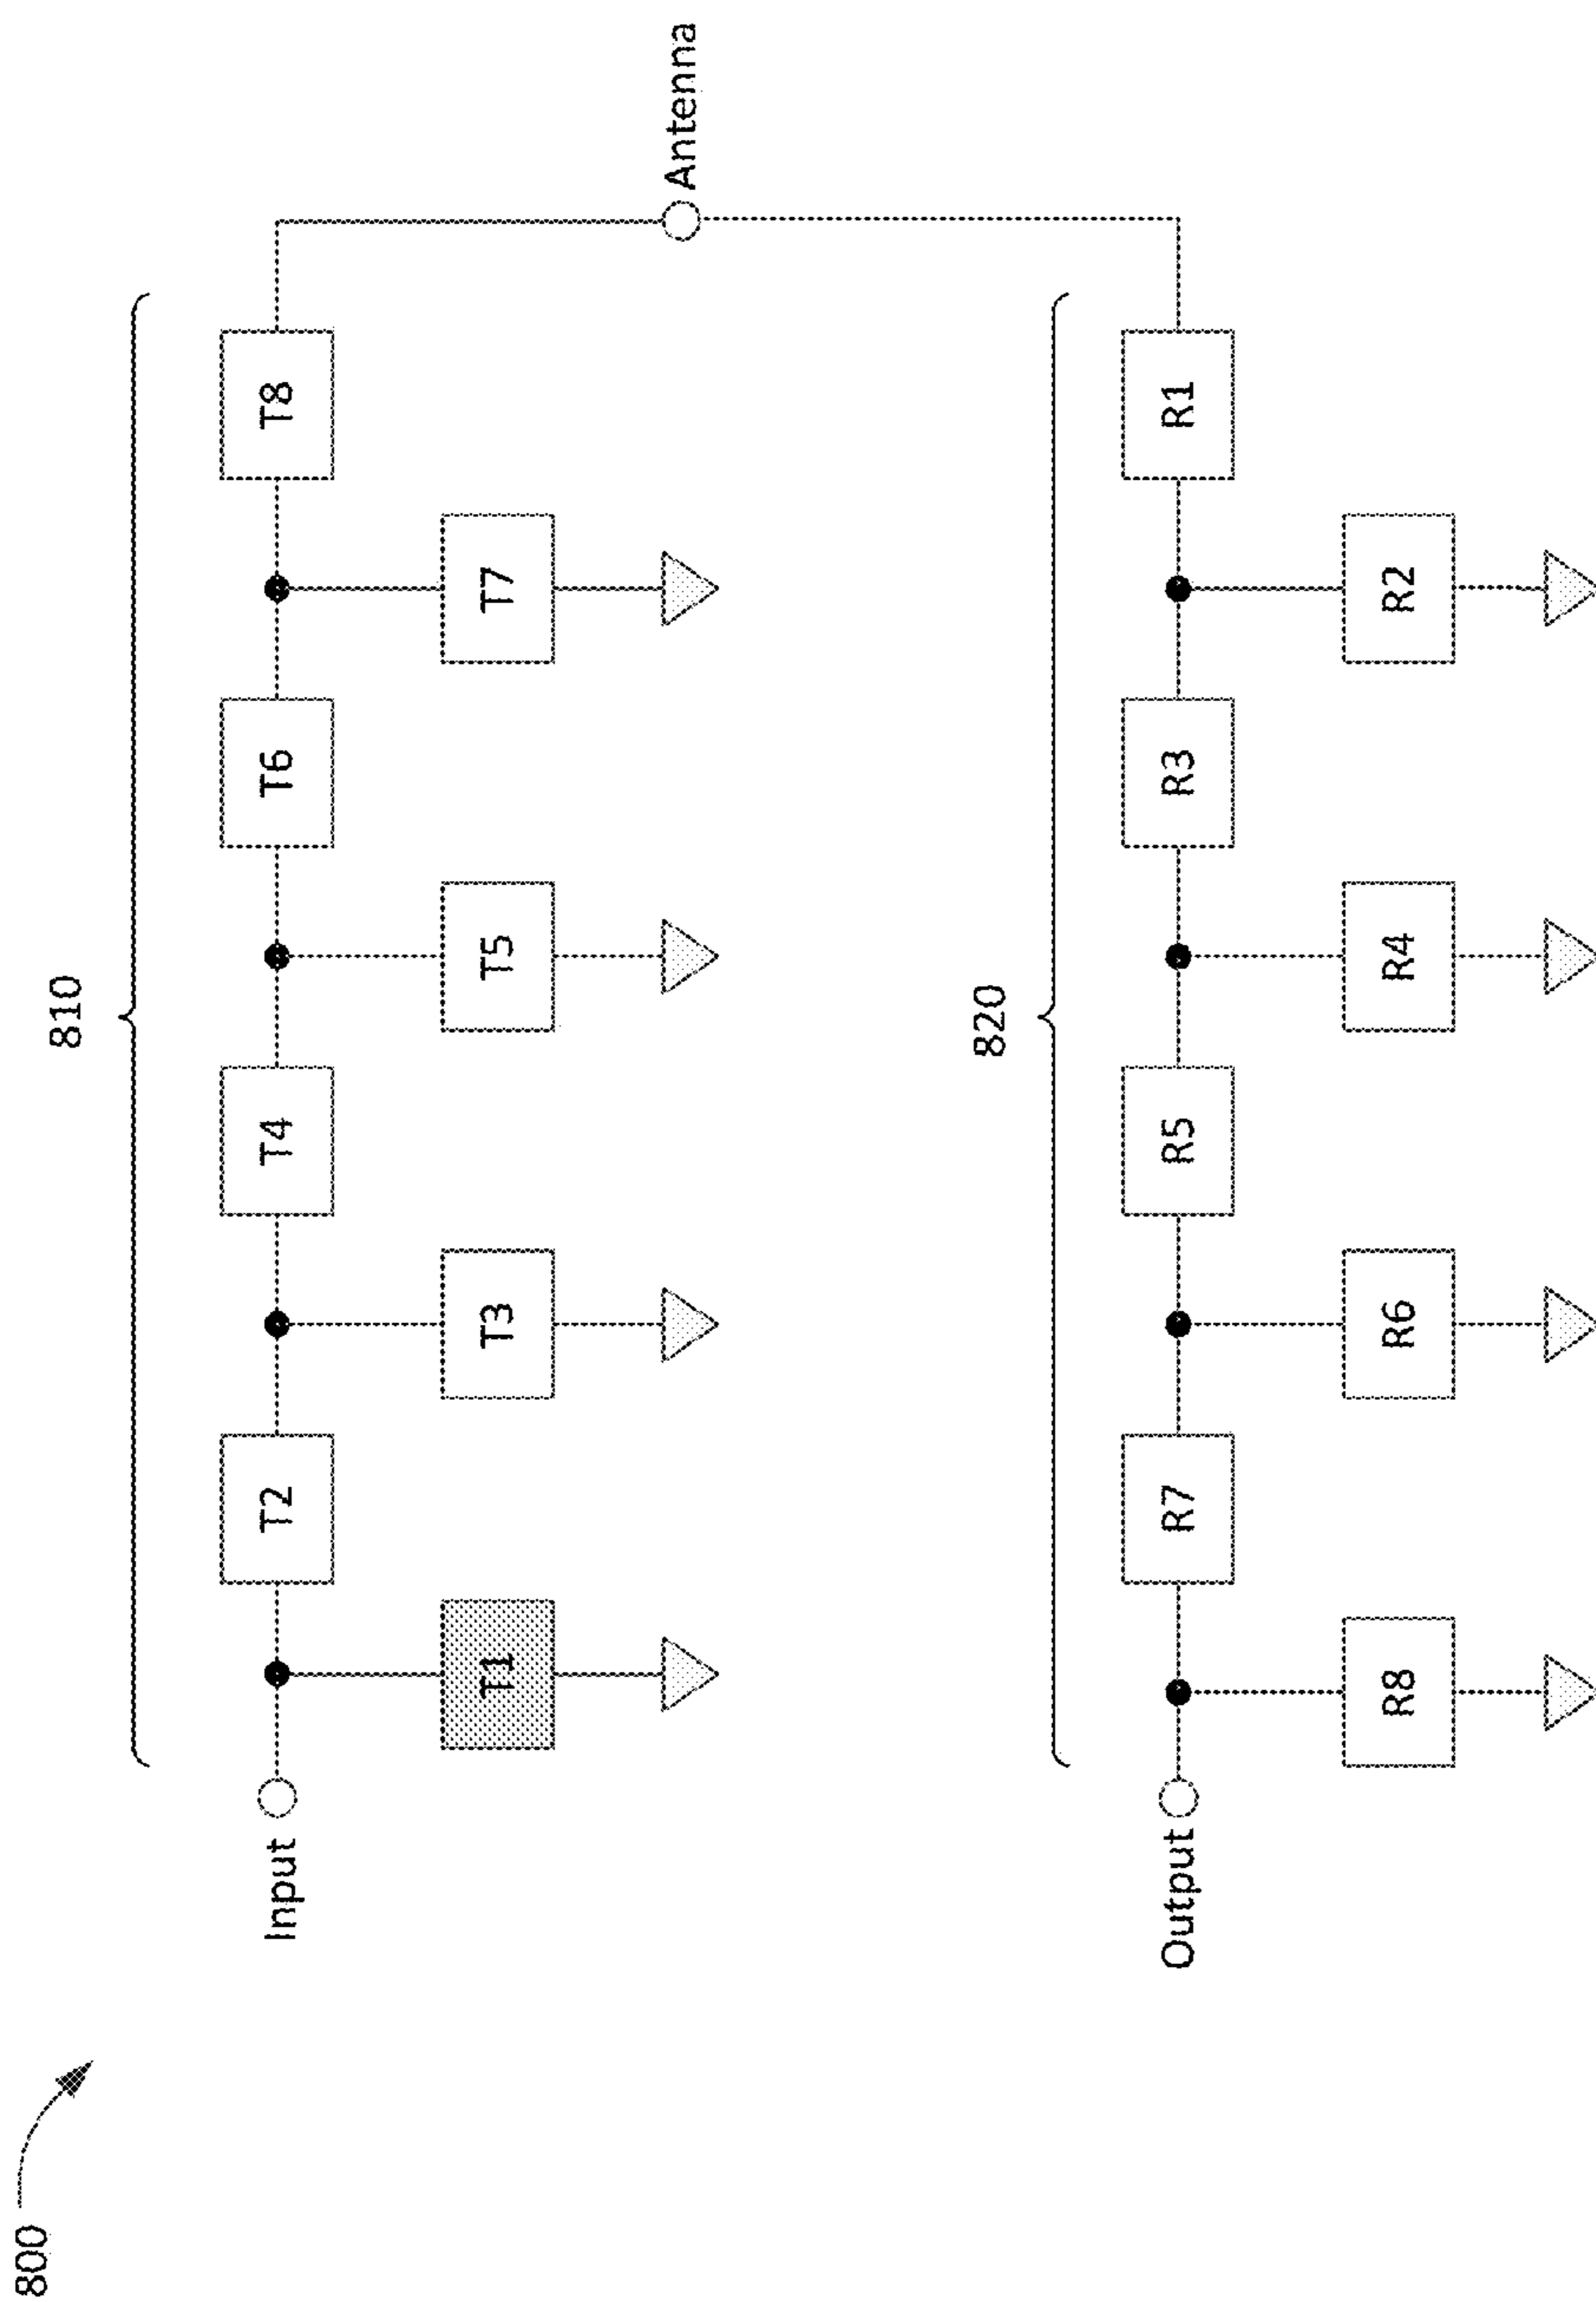 800
810
Input
T2
T4
T6
T8
T1
T3
T5
T7
Antenna
820
Output
R7
R5
R3
R1
R8
R6
R4
R2